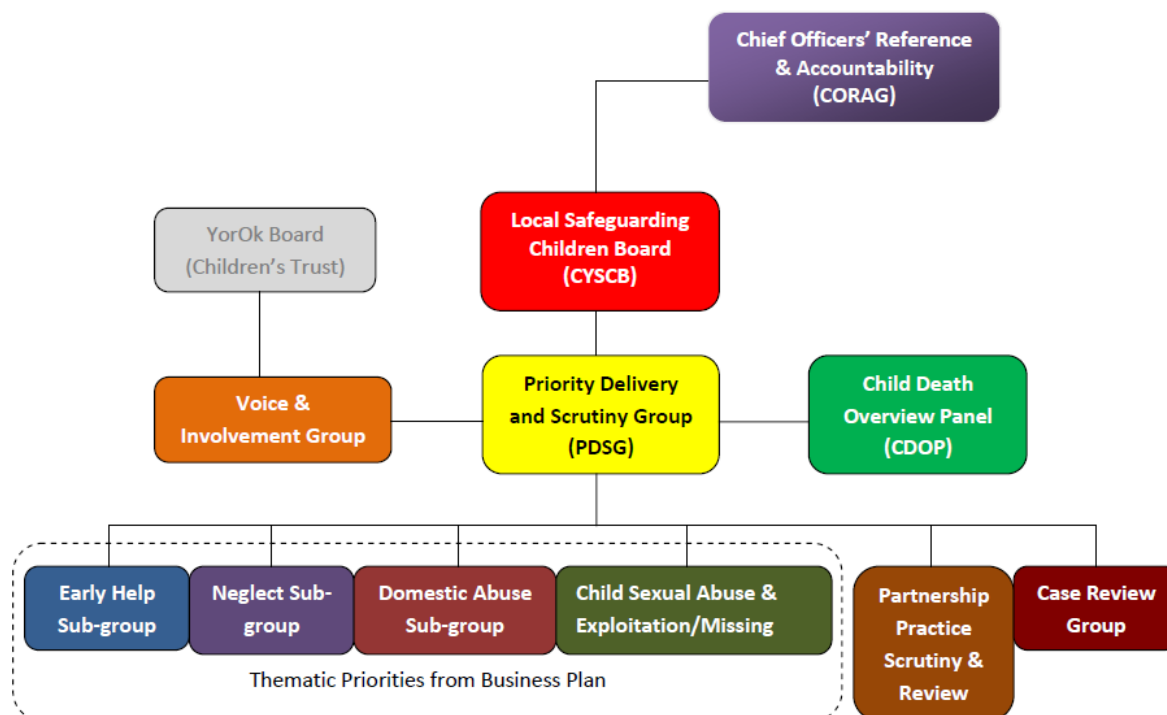 Chief Officers’ Reference
& Accountability
(CORAG)
Local Safeguarding
Children Board
(CYSCB)
YorOk Board
(Children’s Trust)
Voice &
Involvement Group
Priority Delivery
and Scrutiny Group
(PDSG)
Child Death
Overview Panel
(CDOP)
Early Help
Sub-group
Neglect Sub-
group
Domestic Abuse
Sub-group
Child Sexual Abuse &
Exploitation/Missing
Partnership
Practice
Scrutiny &
Review
Case Review
Group
Thematic Priorities from Business Plan